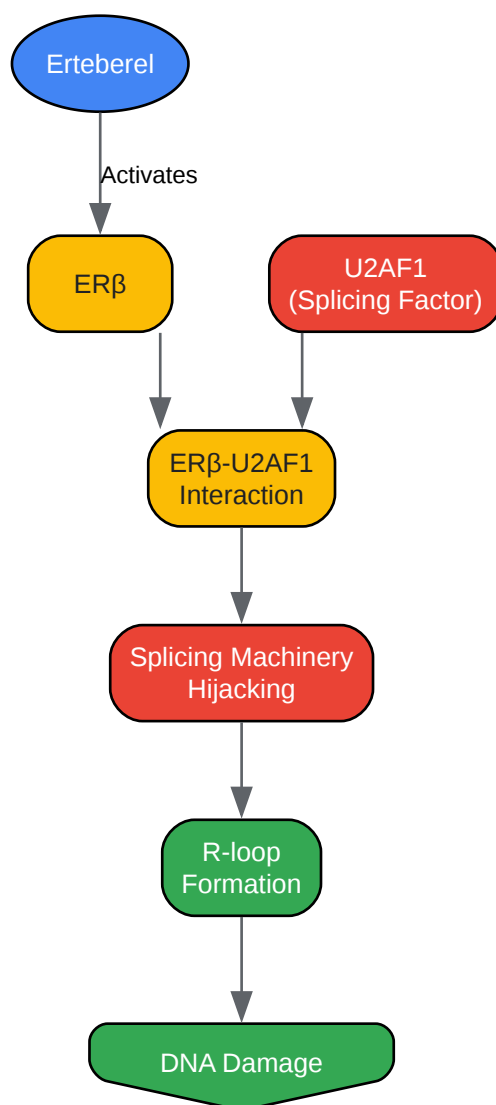 Erteberel
Activates
ERβ
U2AF1
(Splicing Factor)
ERβ-U2AF1
Interaction
Splicing Machinery
Hijacking
R-loop
Formation
DNA Damage